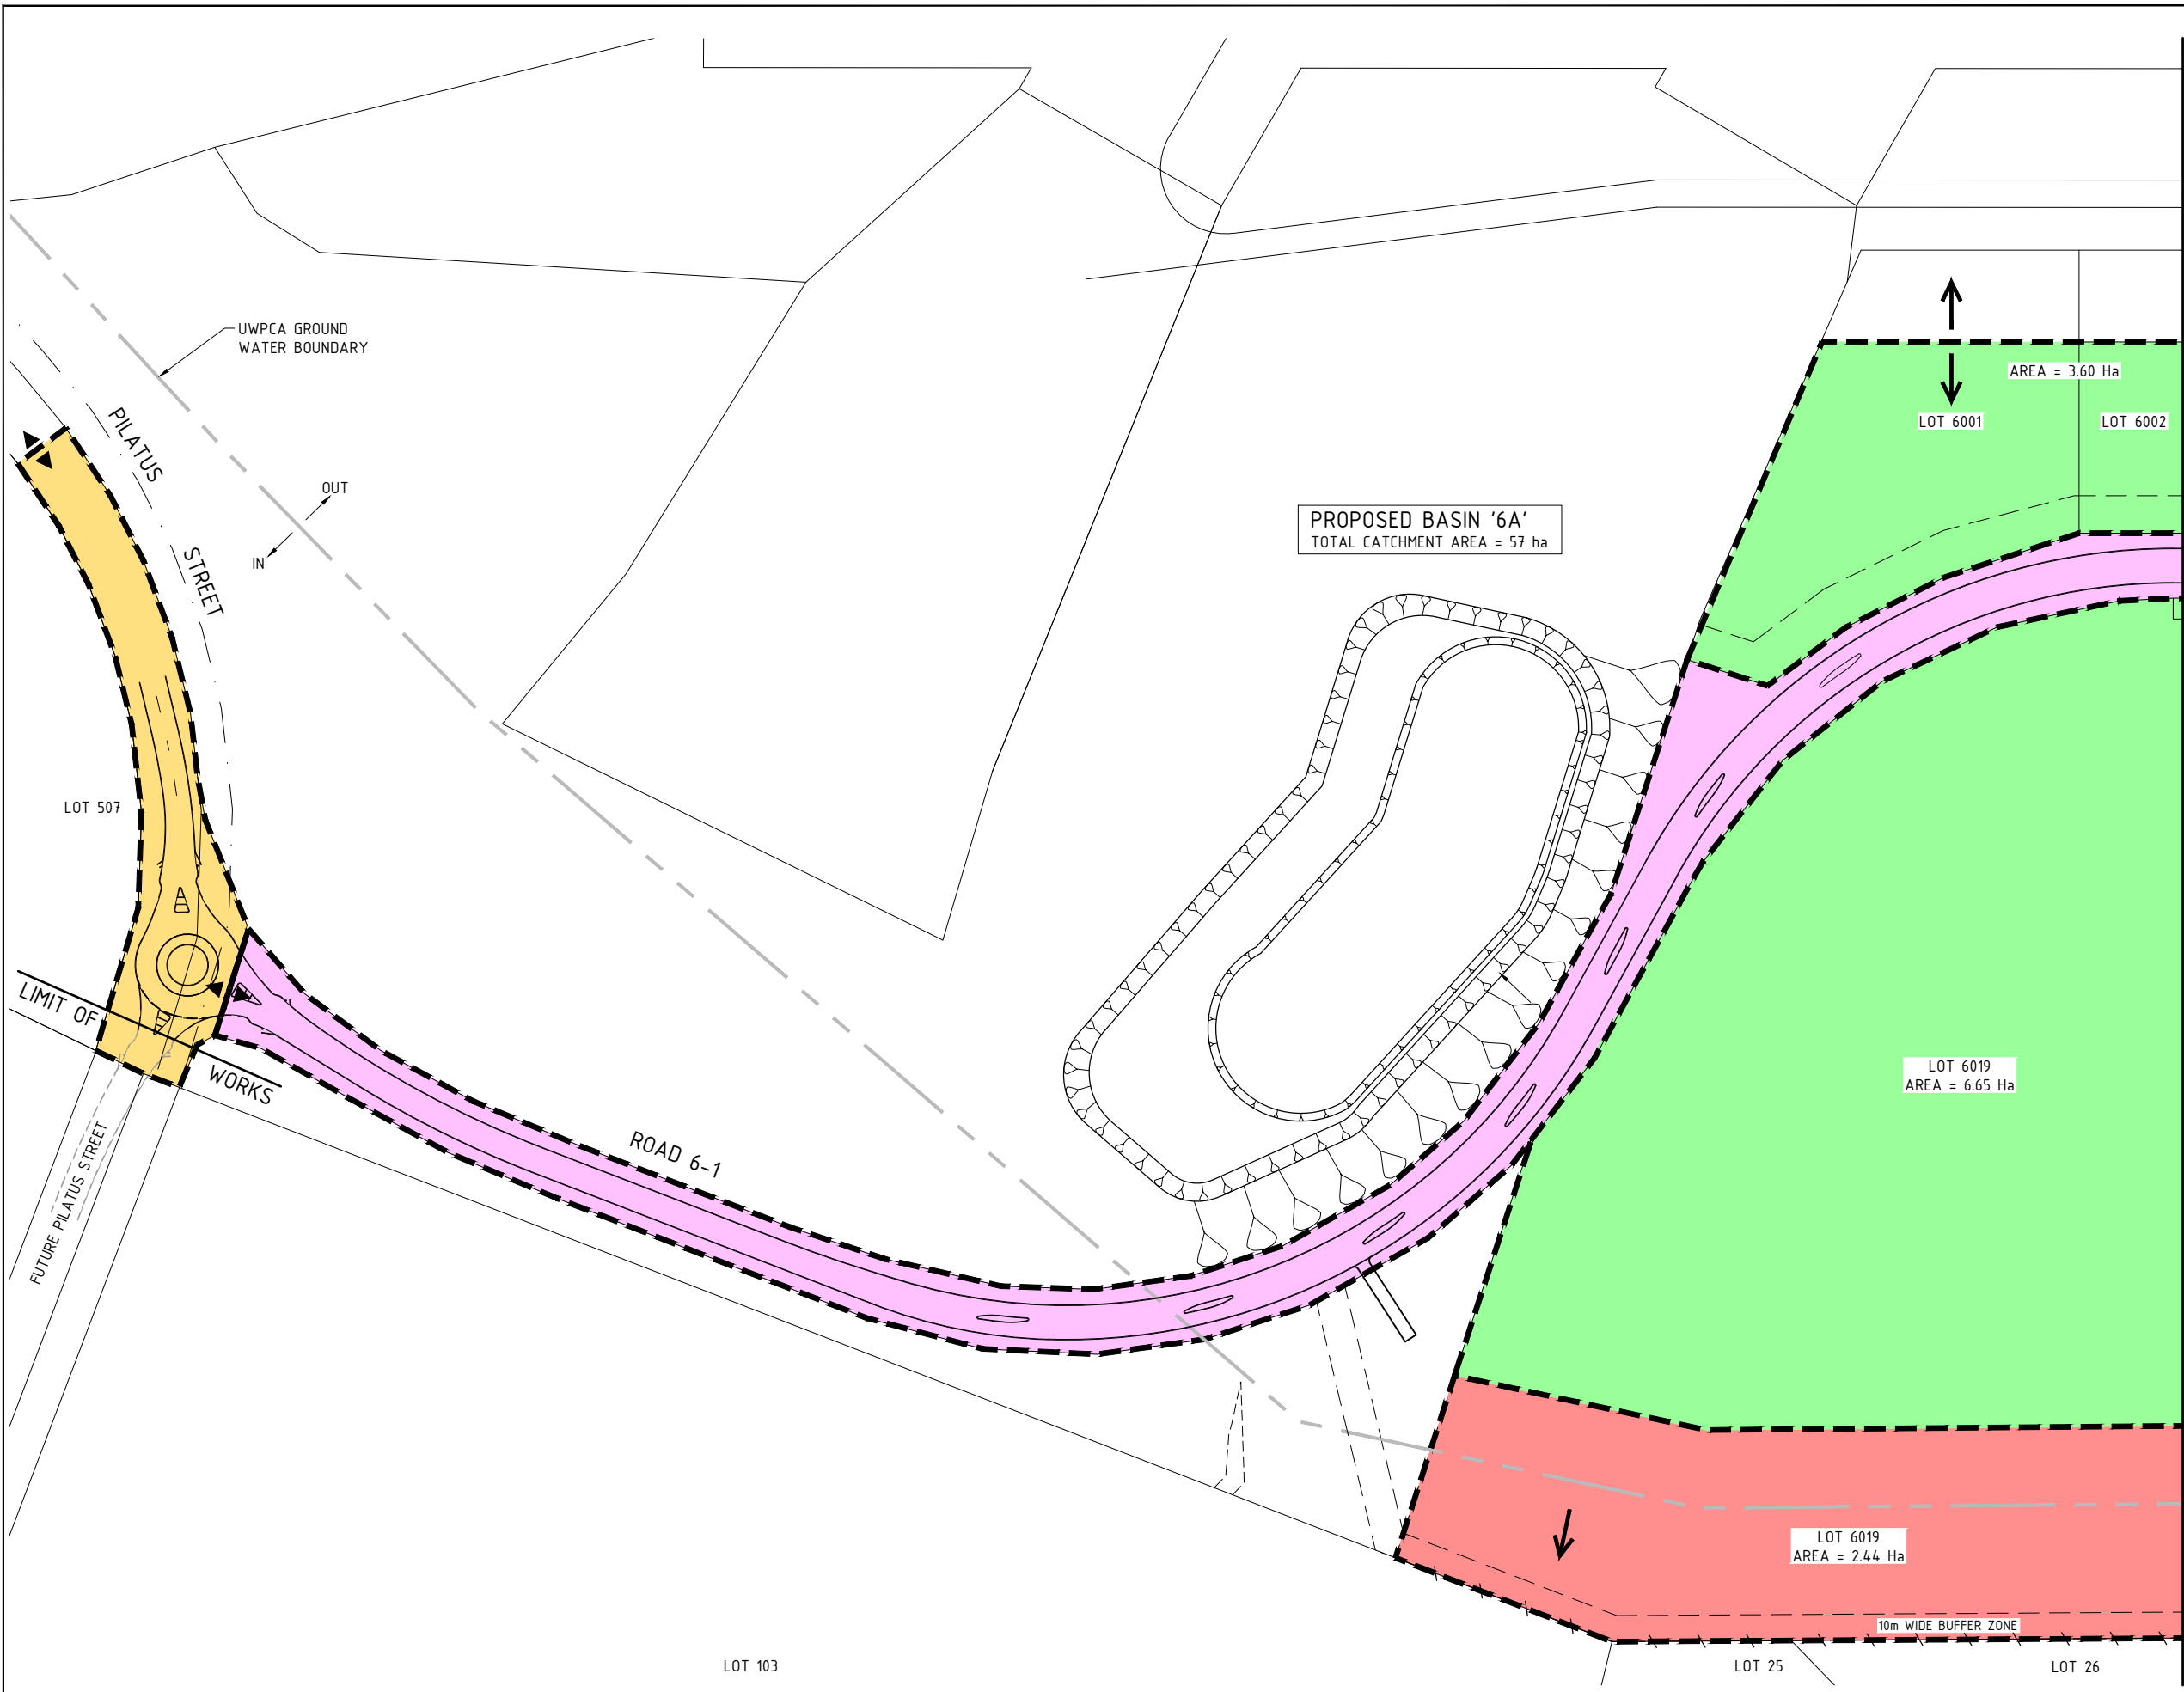 UWPCA GROUND
WATER BOUNDARY
AREA = 3.60 Ha
LOT 6001
LOT 6002
PILATUS
STREET
OUT
IN
PROPOSED BASIN '6A'
TOTAL CATCHMENT AREA = 57 ha
LOT 507
LIMIT OF
WORKS
LOT 6019
AREA = 6.65 Ha
ROAD 6-1
FUTURE PILATUS STREET
LOT 6019
AREA = 2.44 Ha
10m WIDE BUFFER ZONE
LOT 103
LOT 25
LOT 26